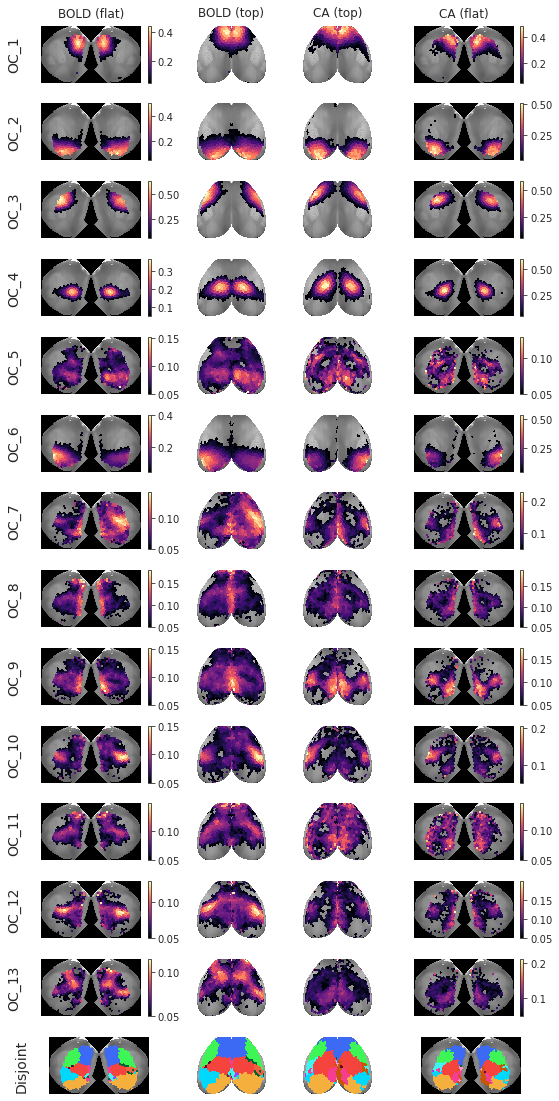 BOLD (flat) BOLD (top) CA (top) CA (flat)
OC_1 0.4 0.2 0.4 0.2
OC_2 0.4 0.2 0.50 0.25
OC_3 0.50 0.25 0.50 0.25
OC_4 0.3 0.2 0.1 0.50 0.25
OC_5 0.15 0.10 0.05 0.10 0.05
OC_6 0.4 0.2 0.50 0.25
OC_7 0.10 0.05 0.2 0.1
OC_8 0.15 0.10 0.05 0.15 0.10 0.05
OC_9 0.15 0.10 0.05 0.15 0.10 0.05
OC_10 0.15 0.10 0.05 0.2 0.1
OC_11 0.10 0.05 0.10 0.05
OC_12 0.10 0.05 0.15 0.10 0.05
OC_13 0.10 0.05 0.2 0.1
Disjoint